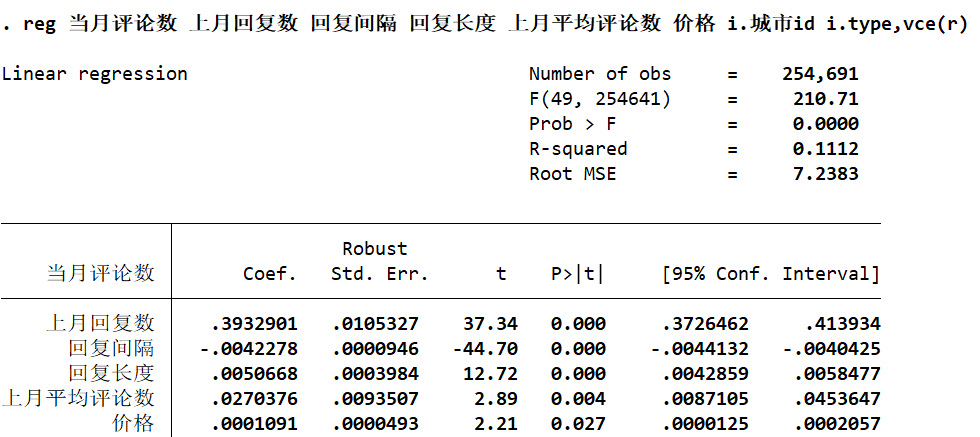 . reg 当月评论数 上月回复数 回复间隔 回复长度 上月平均评论数 价格 i.城市id i.type,vce(r)
Linear regression Number of obs = 254,691
F(49, 254641) = 210.71
Prob > F = 0.0000
R-squared = 0.1112
Root MSE = 7.2383
Robust
当月评论数 Coef. Std. Err. t P>|t| [95% Conf. Interval]
上月回复数 .3932901 .0105327 37.34 0.000 .3726462 .413934
回复间隔 -.0042278 .0000946 -44.70 0.000 -.0044132 -.0040425
回复长度 .0050668 .0003984 12.72 0.000 .0042859 .0058477
上月平均评论数 .0270376 .0093507 2.89 0.004 .0087105 .0453647
价格 .0001091 .0000493 2.21 0.027 .0000125 .0002057